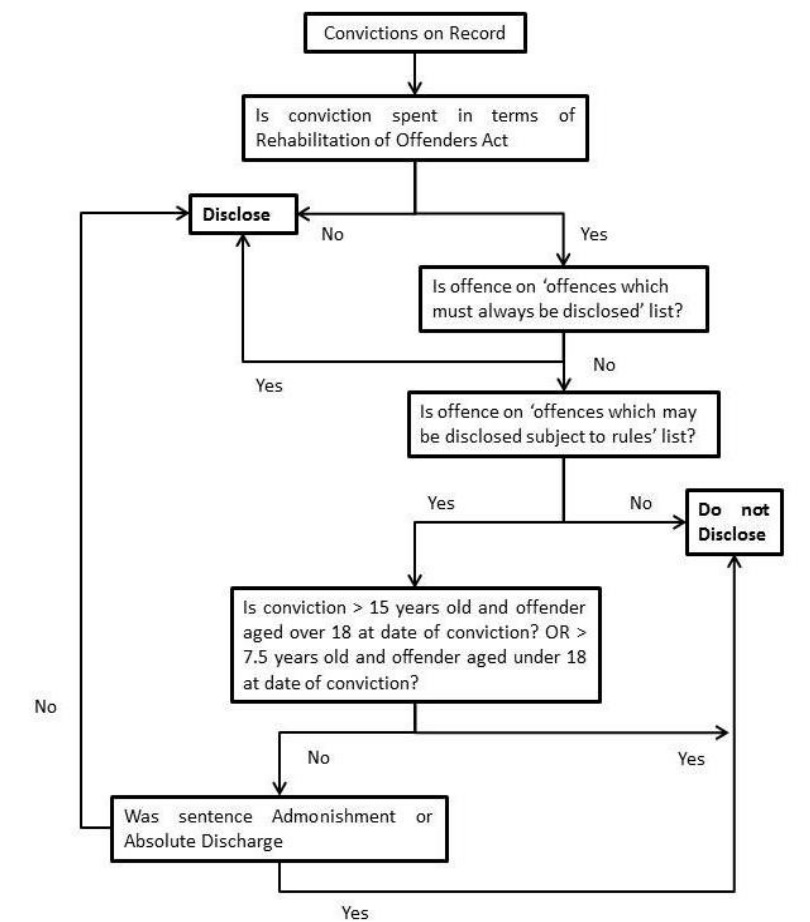 Convictions on Record
Is conviction spent in terms of
Rehabilitation of Offenders Act
Disclose
No
Yes
Is offence on ‘offences which
must always be disclosed’ list?
No
Yes
Is offence on ‘offences which may
be disclosed subject to rules’ list?
Yes
No
Do not
Disclose
Is conviction > 15 years old and offender
aged over 18 at date of conviction? OR >
7.5 years old and offender aged under 18
at date of conviction?
No
No
Yes
Was sentence Admonishment or
Absolute Discharge
Yes